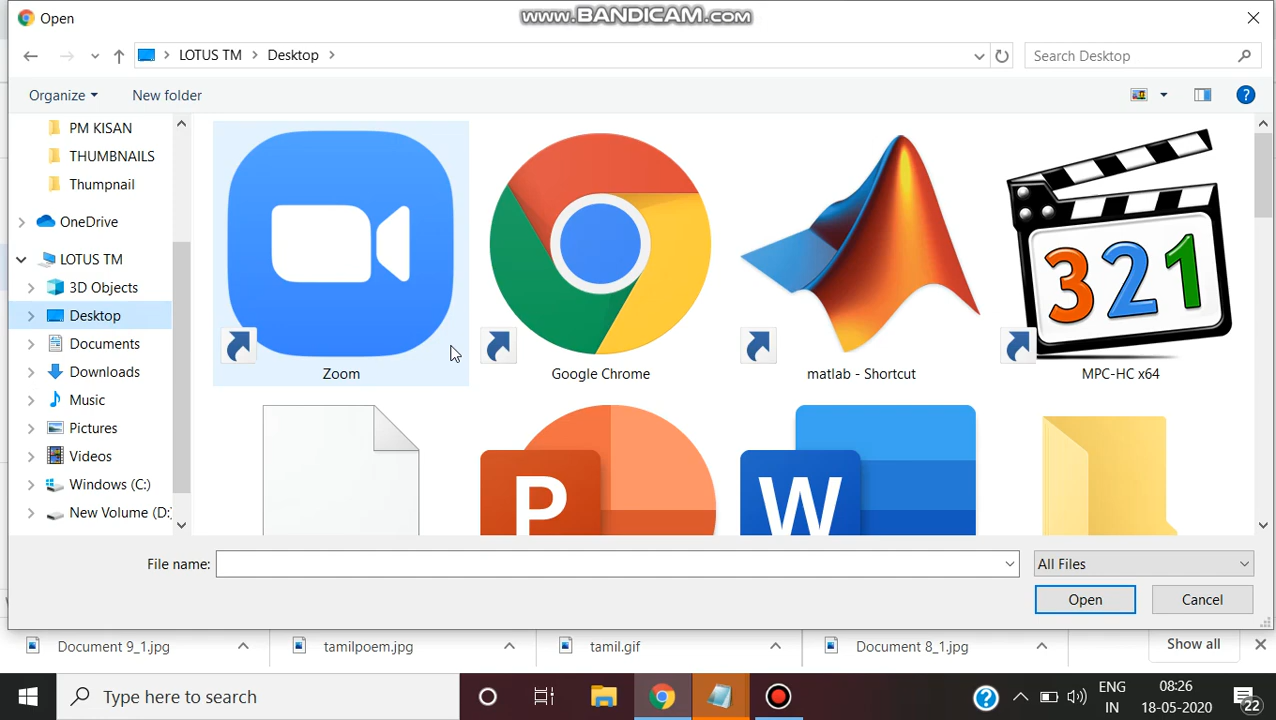 Open
www.BANDICAM.com
LOTUS TM
Desktop
Search Desktop
Organize
New folder
PM KISAN
THUMBNAILS
Thumpnail
OneDrive
LOTUS TM
3D Objects
Desktop
Documents
Downloads
Music
Pictures
Videos
Windows (C:)
New Volume (D:)
Zoom
Google Chrome
matlab - Shortcut
321
MPC-HC x64
P
W
File name:
All Files
Open
Cancel
Document 9_1.jpg
tamilpoem.jpg
tamil.gif
Document 8_1.jpg
Show all
Type here to search
ENG
IN
08:26
18-05-2020
22